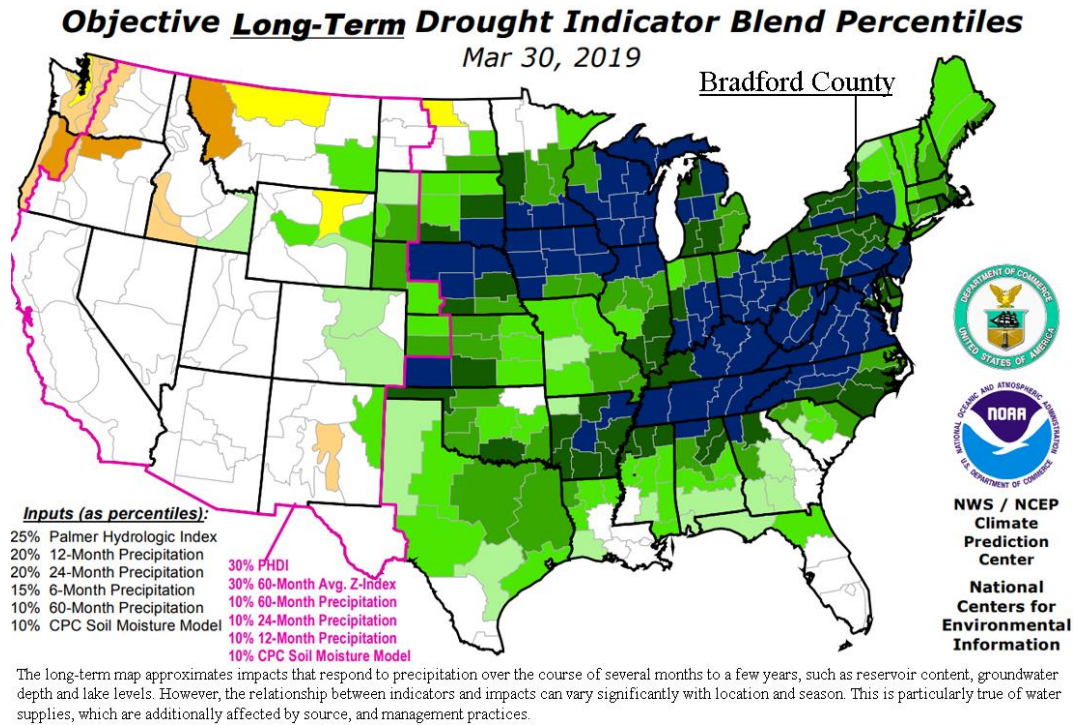 Objective Long-Term Drought Indicator Blend Percentiles
Mar 30, 2019
Bradford County
DEPARTMENT OF COMMERCE
UNITED STATES OF AMERICA
NATIONAL OCEANIC AND ATMOSPHERIC ADMINISTRATION
NOAA
U.S. DEPARTMENT OF COMMERCE
NWS / NCEP
Climate
Prediction
Center
National
Centers for
Environmental
Information
Inputs (as percentiles):
25% Palmer Hydrologic Index
20% 12-Month Precipitation
20% 24-Month Precipitation
15% 6-Month Precipitation
10% 60-Month Precipitation
10% CPC Soil Moisture Model
30% PHDI
30% 60-Month Avg. Z-Index
10% 60-Month Precipitation
10% 24-Month Precipitation
10% 12-Month Precipitation
10% CPC Soil Moisture Model
The long-term map approximates impacts that respond to precipitation over the course of several months to a few years, such as reservoir content, groundwater
depth and lake levels. However, the relationship between indicators and impacts can vary significantly with location and season. This is particularly true of water
supplies, which are additionally affected by source, and management practices.